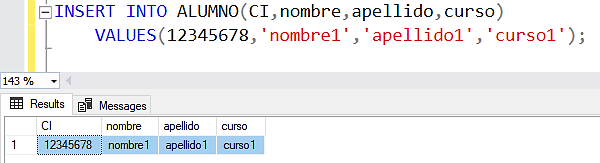 INSERT INTO ALUMNO(CI,nombre,apellido,curso)
VALUES(12345678,'nombre1','apellido1','curso1');
143 %
Results Messages
CI nombre apellido curso
1 12345678 nombre1 apellido1 curso1